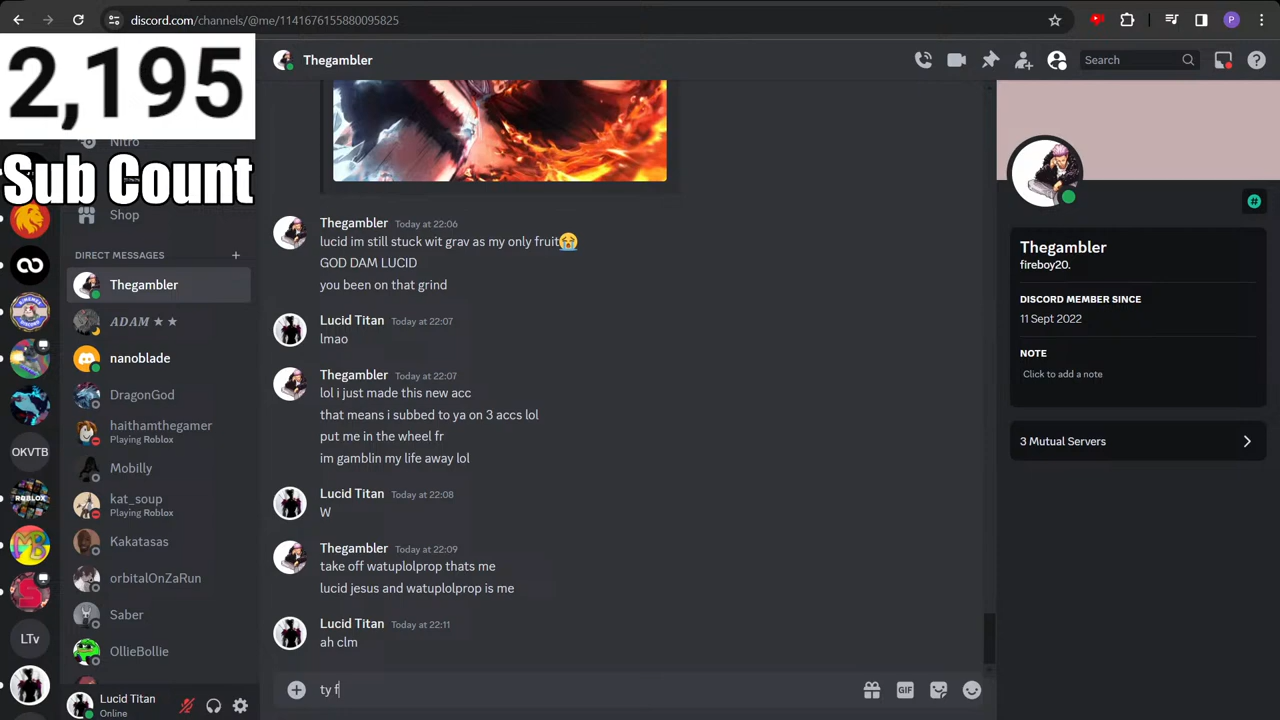 discord.com/channels/@me/1141676155880095825
2,195
Sub Count
Nitro
Shop
DIRECT MESSAGES
Thegambler
ADAM ★ ★
nanoblade
DragonGod
haithamthegamer
Playing Roblox
Mobilly
kat_soup
Playing Roblox
Kakatasas
orbitalOnZaRun
Saber
OllieBollie
OKVTB
ROBLOX
MB
LTv
Lucid Titan
Online
Thegambler
Search
Thegambler Today at 22:06
lucid im still stuck wit grav as my only fruit😭
GOD DAM LUCID
you been on that grind
Lucid Titan Today at 22:07
lmao
Thegambler Today at 22:07
lol i just made this new acc
that means i subbed to ya on 3 accs lol
put me in the wheel fr
im gamblin my life away lol
Lucid Titan Today at 22:08
W
Thegambler Today at 22:09
take off watuplolprop thats me
lucid jesus and watuplolprop is me
Lucid Titan Today at 22:11
ah clm
ty f
GIF
Thegambler
fireboy20.
DISCORD MEMBER SINCE
11 Sept 2022
NOTE
Click to add a note
3 Mutual Servers
P